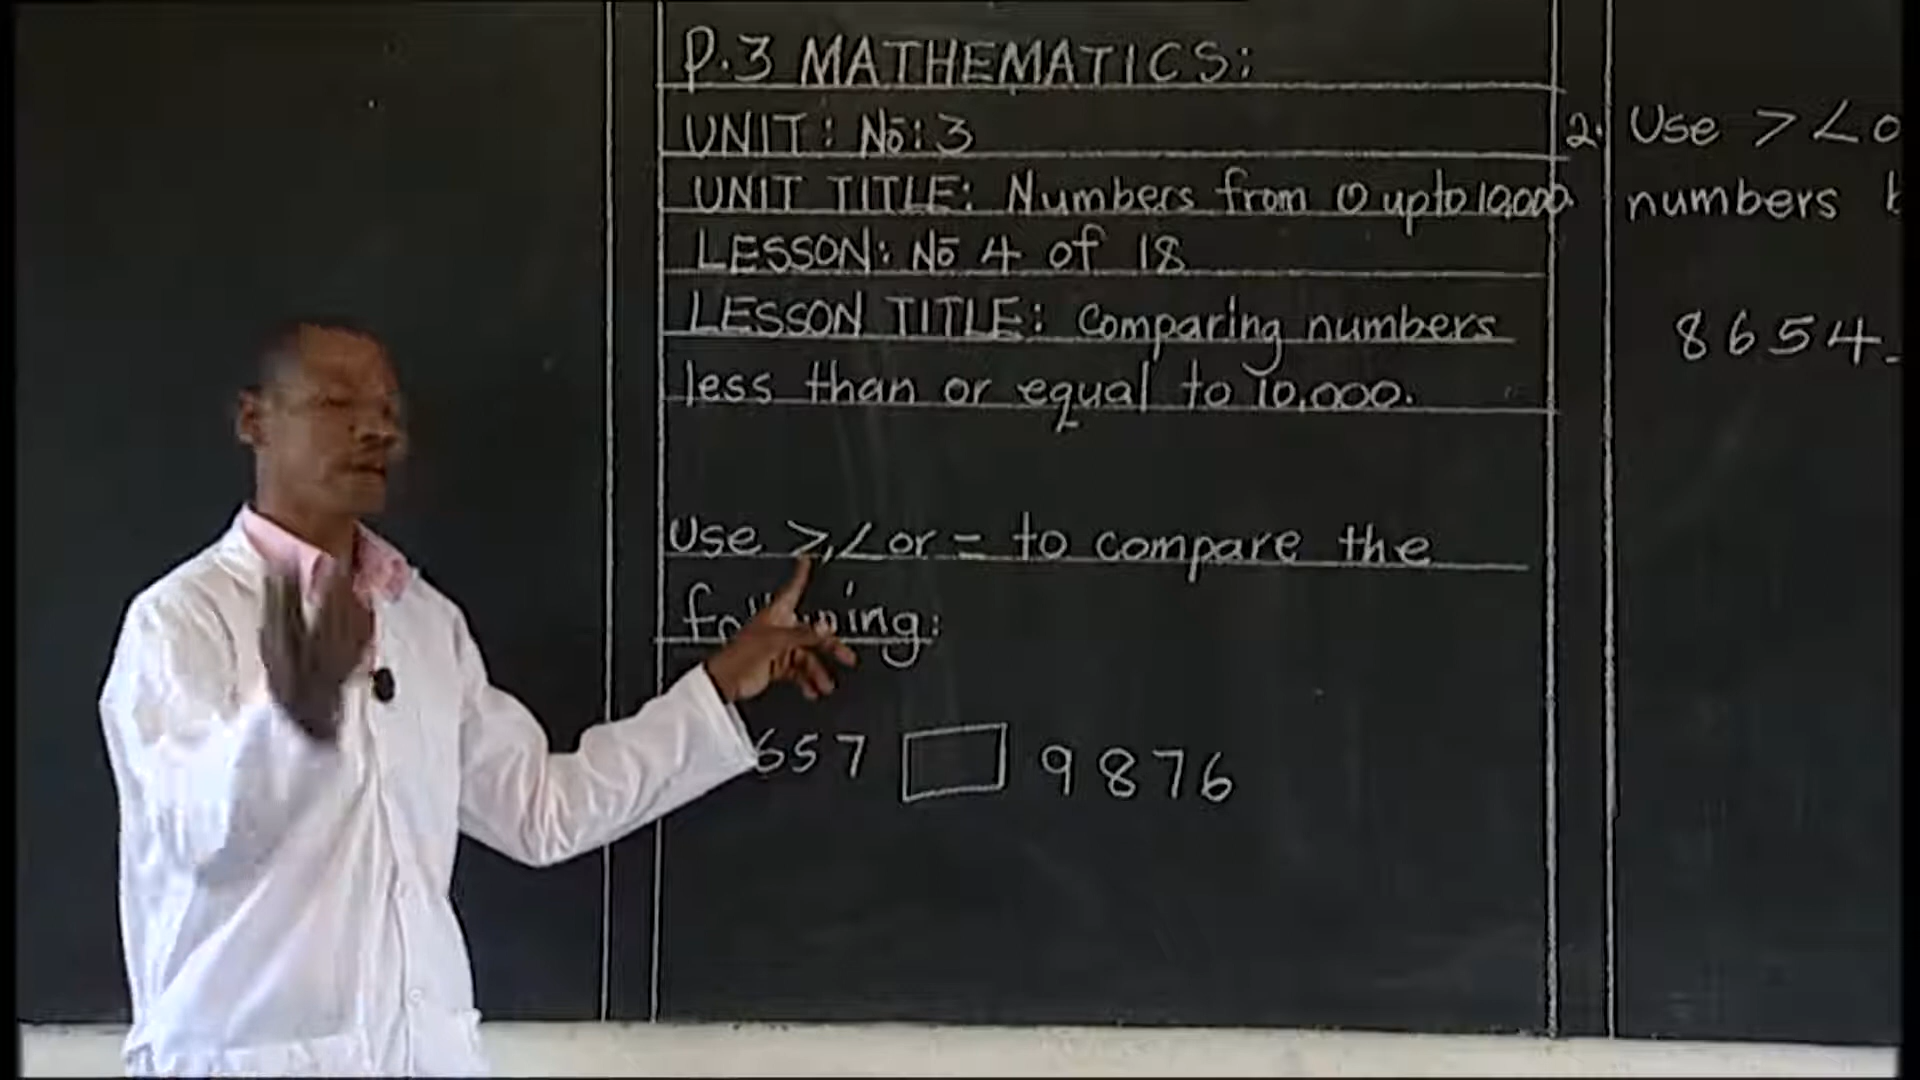 P.3 MATHEMATICS:
UNIT: No: 3
UNIT TITLE: Numbers from 0 upto 10,000.
LESSON: No 4 of 18
LESSON TITLE: Comparing numbers
less than or equal to 10,000.
Use >,< or = to compare the
following:
657 9876
2. Use > <
numbers
8654